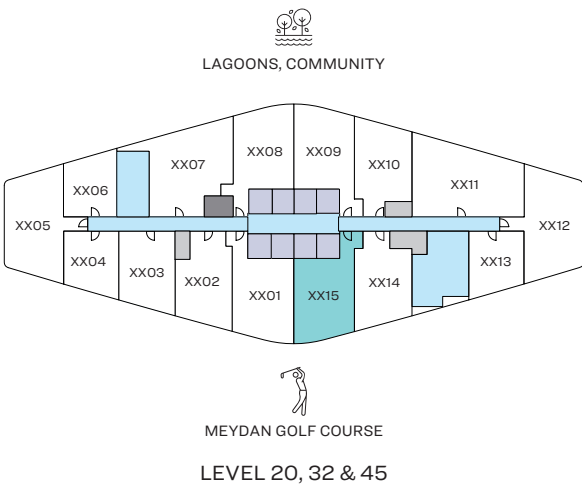 LAGOONS, COMMUNITY
XX08
XX09
XX07
XX10
XX06
XX11
XX05
XX12
XX04
XX03
XX02
XX01
XX15
XX14
XX13
MEYDAN GOLF COURSE
LEVEL 20, 32 & 45